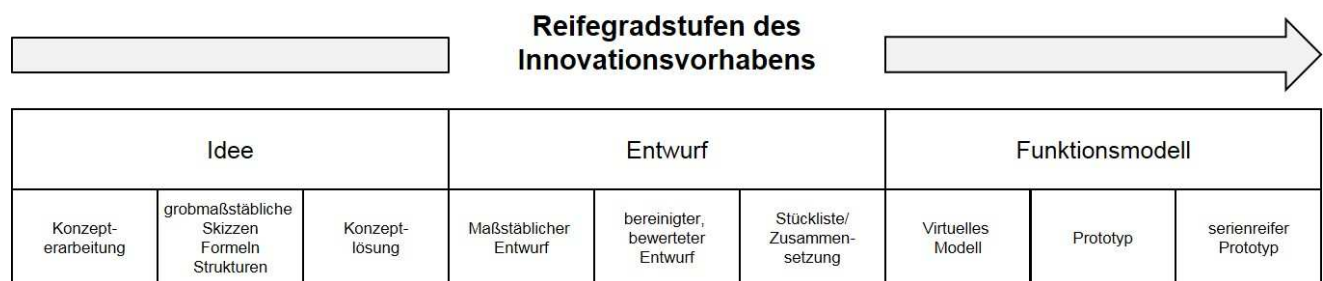 Reifegradstufen des
Innovationsvorhabens
Idee
Entwurf
Funktionsmodell
Konzept-
erarbeitung
grobmaßstäbliche
Skizzen
Formeln
Strukturen
Konzept-
lösung
Maßstäblicher
Entwurf
bereinigter,
bewerteter
Entwurf
Stückliste/
Zusammen-
setzung
Virtuelles
Modell
Prototyp
serienreifer
Prototyp